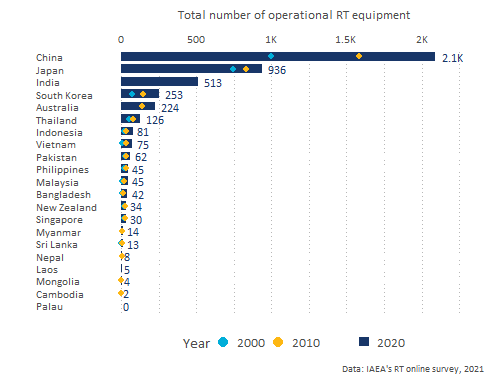 Total number of operational RT equipment
0 500 1K 1.5K 2K
China 2.1K
Japan 936
India 513
South Korea 253
Australia 224
Thailand 126
Indonesia 81
Vietnam 75
Pakistan 62
Philippines 45
Malaysia 45
Bangladesh 42
New Zealand 34
Singapore 30
Myanmar 14
Sri Lanka 13
Nepal 8
Laos 5
Mongolia 4
Cambodia 2
Palau 0
Year 2000 2010 2020
Data: IAEA's RT online survey, 2021